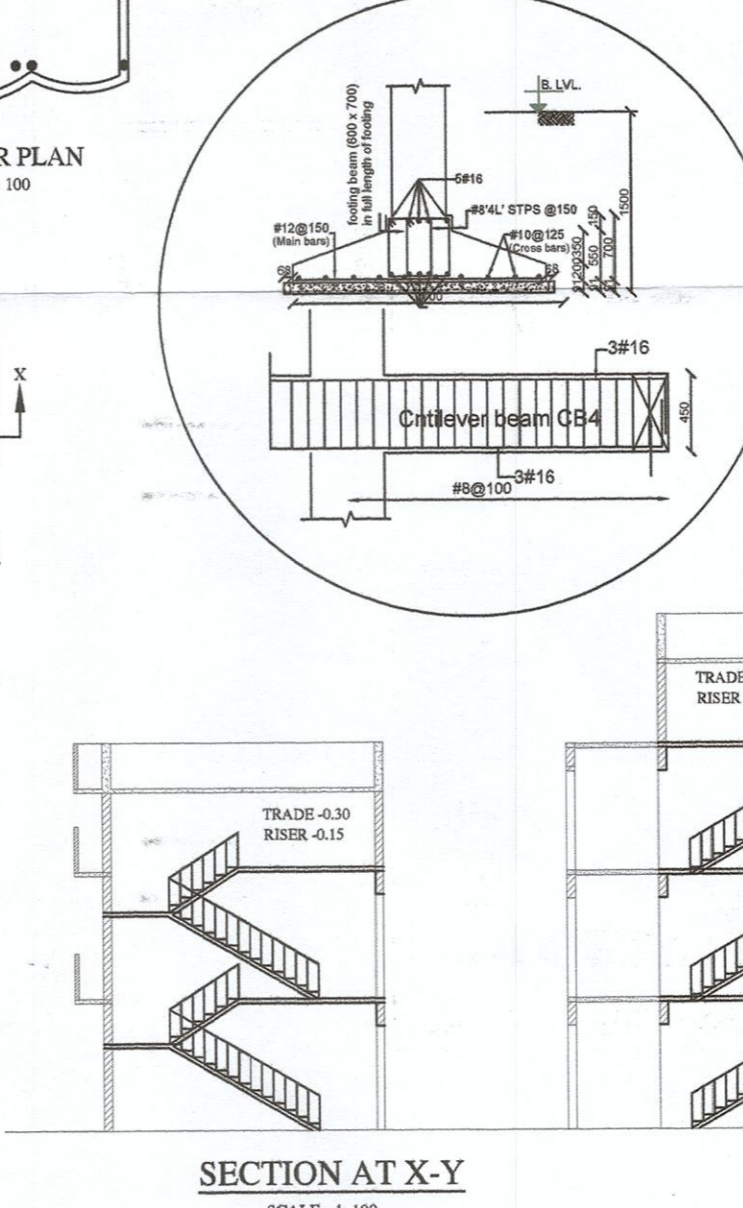 R PLAN
100
X
B. LVL.
footing beam (600 x 700)
in full length of footing
5#16
#8'4L' STPS @150
#12@150
(Main bars)
#10@125
(Cross bars)
150
550
700
1500
3#16
Cntilever beam CB4
450
3#16
#8@100
TRADE
RISER
TRADE -0.30
RISER -0.15
SECTION AT X-Y